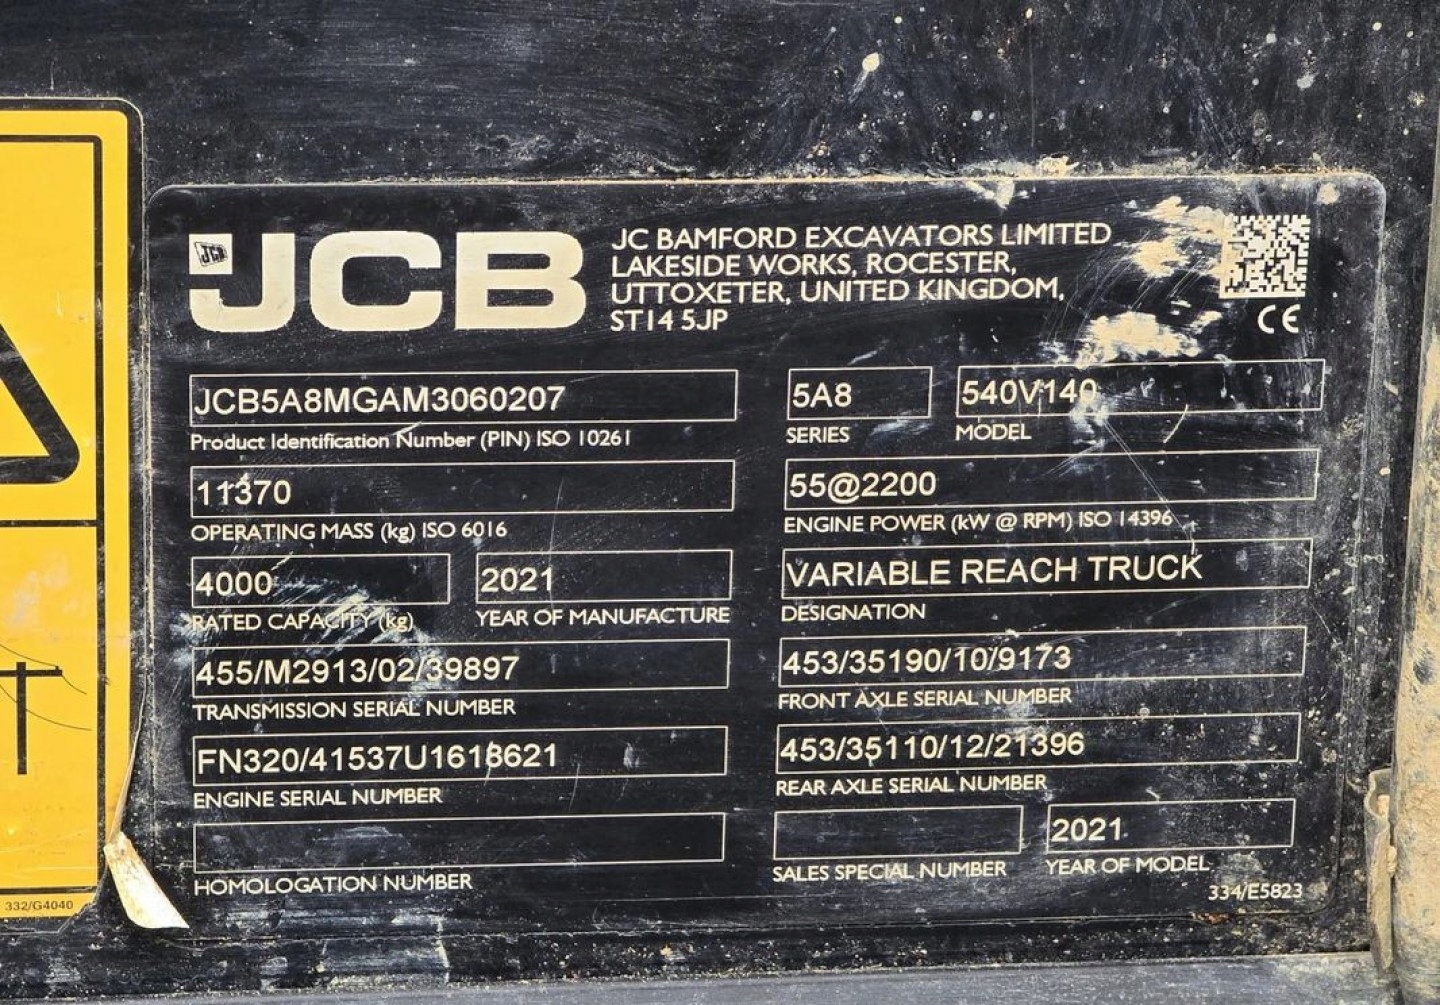 JCB
JCB
JC BAMFORD EXCAVATORS LIMITED
LAKESIDE WORKS, ROCESTER,
UTTOXETER, UNITED KINGDOM,
ST14 5JP
CE
JCB5A8MGAM3060207
Product Identification Number (PIN) ISO 10261
5A8
SERIES
540V140
MODEL
11370
OPERATING MASS (kg) ISO 6016
55@2200
ENGINE POWER (kW @ RPM) ISO 14396
4000
RATED CAPACITY (kg)
2021
YEAR OF MANUFACTURE
VARIABLE REACH TRUCK
DESIGNATION
455/M2913/02/39897
TRANSMISSION SERIAL NUMBER
453/35190/10/9173
FRONT AXLE SERIAL NUMBER
FN320/41537U1618621
ENGINE SERIAL NUMBER
453/35110/12/21396
REAR AXLE SERIAL NUMBER
HOMOLOGATION NUMBER
SALES SPECIAL NUMBER
2021
YEAR OF MODEL
334/E5823
332/G4040